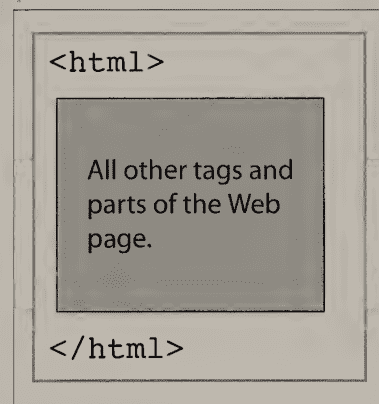 <html>
All other tags and
parts of the Web
page.
</html>